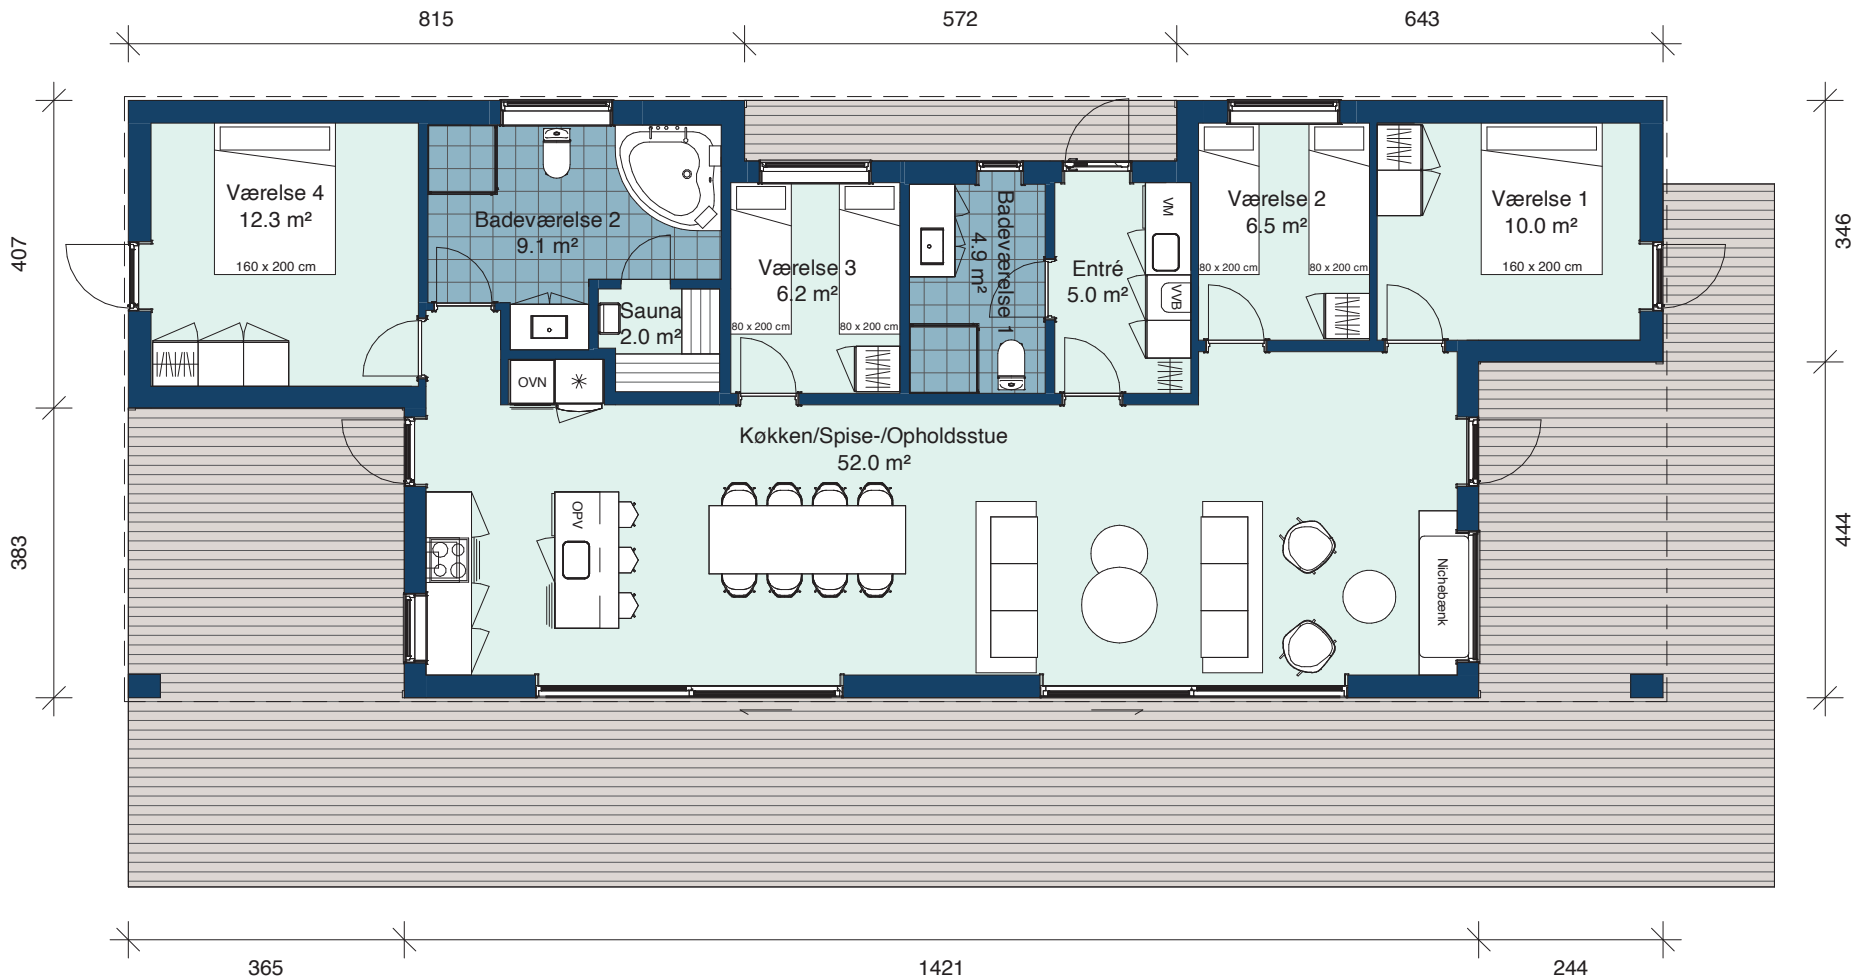 815
572
643
407
383
346
444
Værelse 4
12.3 m²
160 x 200 cm
Badeværelse 2
9.1 m²
Sauna
2.0 m²
OVN
Værelse 3
6.2 m²
80 x 200 cm
80 x 200 cm
Badeværelse 1
4.9 m²
Entré
5.0 m²
VM
VVB
Værelse 2
6.5 m²
80 x 200 cm
80 x 200 cm
Værelse 1
10.0 m²
160 x 200 cm
Køkken/Spise-/Opholdsstue
52.0 m²
OPV
Nichebænk
365
1421
244